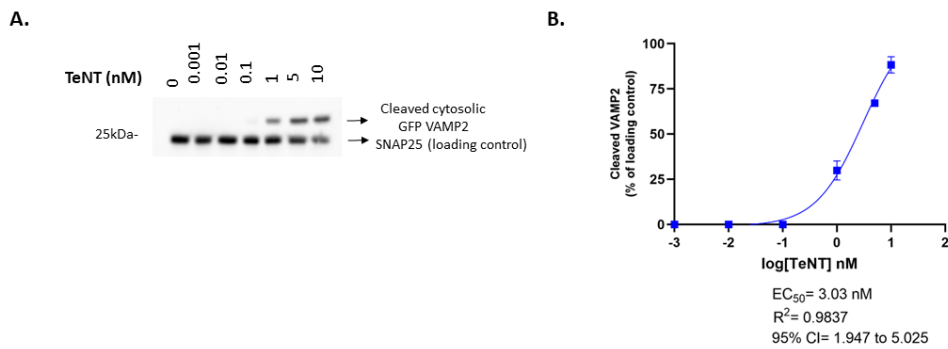 A.
TeNT (nM) 0 0.001 0.01 0.1 1 5 10
25kDa-
Cleaved cytosolic
GFP VAMP2
SNAP25 (loading control)
B.
Cleaved VAMP2
(% of loading control)
100
75
50
25
0
-3 -2 -1 0 1 2
log[TeNT] nM
EC50= 3.03 nM
R2= 0.9837
95% CI= 1.947 to 5.025